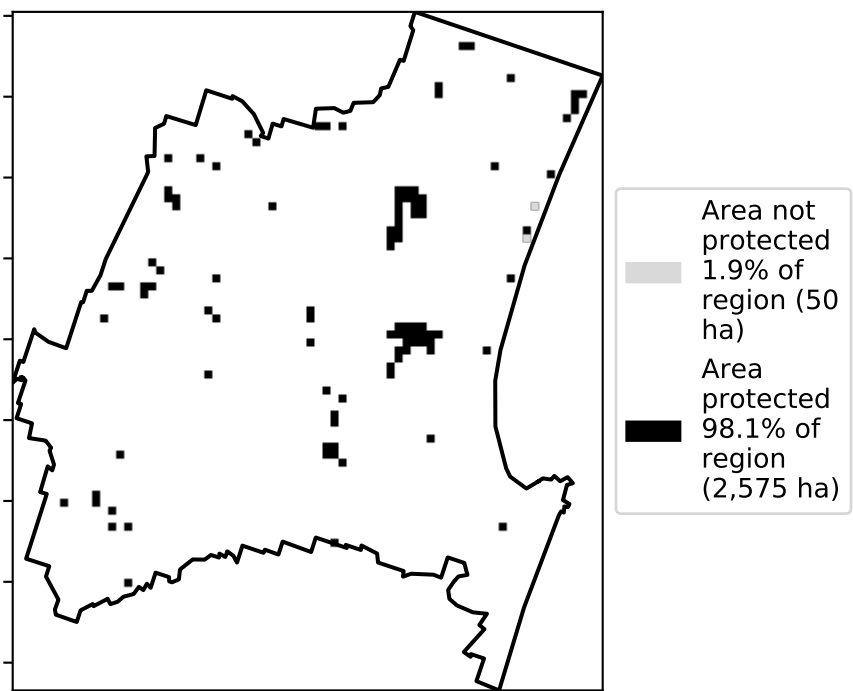 Area not
protected
1.9% of
region (50
ha)
Area
protected
98.1% of
region
(2,575 ha)